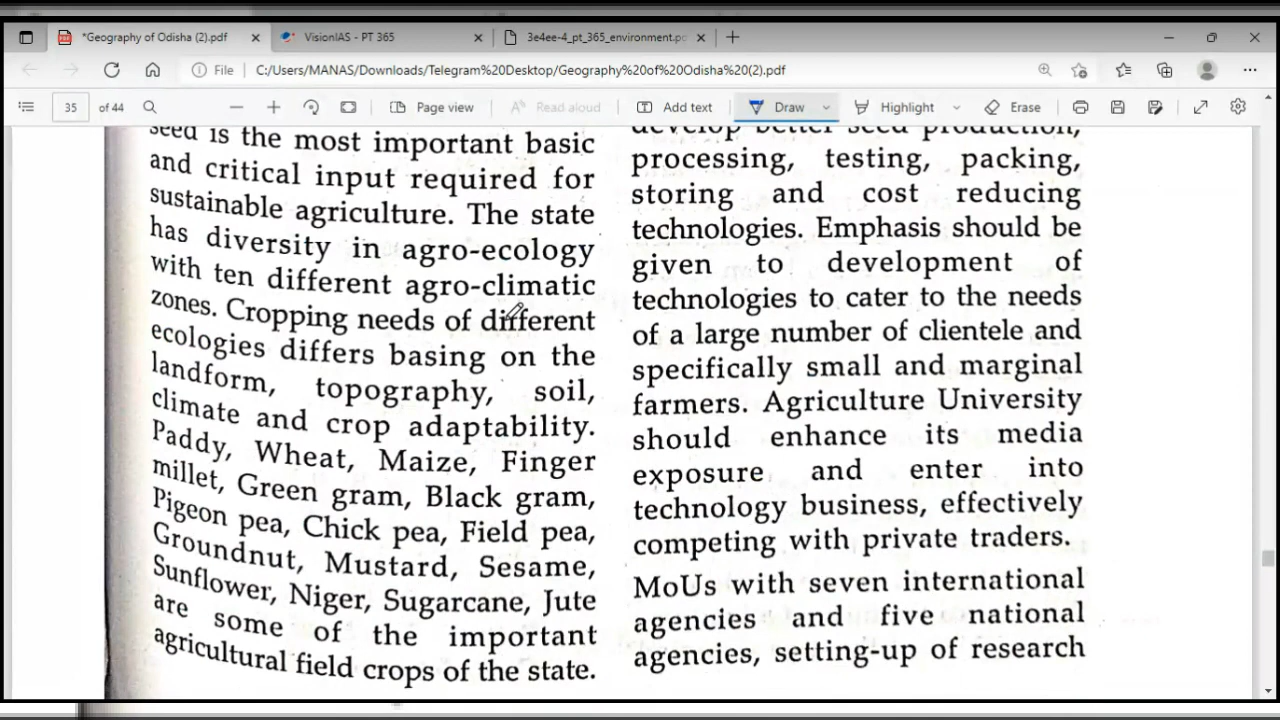 *Geography of Odisha (2).pdf
VisionIAS - PT 365
3e4ee-4_pt_365_environment.pd
File
C:/Users/MANAS/Downloads/Telegram%20Desktop/Geography%20of%20Odisha%20(2).pdf
35 of 44
Page view
Read aloud
Add text
Draw
Highlight
Erase
seed is the most important basic
and critical input required for
sustainable agriculture. The state
has diversity in agro-ecology
with ten different agro-climatic
zones. Cropping needs of different
ecologies differs basing on the
landform, topography, soil,
climate and crop adaptability.
Paddy, Wheat, Maize, Finger
millet, Green gram, Black gram,
Pigeon pea, Chick pea, Field pea,
Groundnut, Mustard, Sesame,
Sunflower, Niger, Sugarcane, Jute
are some of the important
agricultural field crops of the state.
develop better seed production,
processing, testing, packing,
storing and cost reducing
technologies. Emphasis should be
given to development of
technologies to cater to the needs
of a large number of clientele and
specifically small and marginal
farmers. Agriculture University
should enhance its media
exposure and enter into
technology business, effectively
competing with private traders.
MoUs with seven international
agencies and five national
agencies, setting-up of research